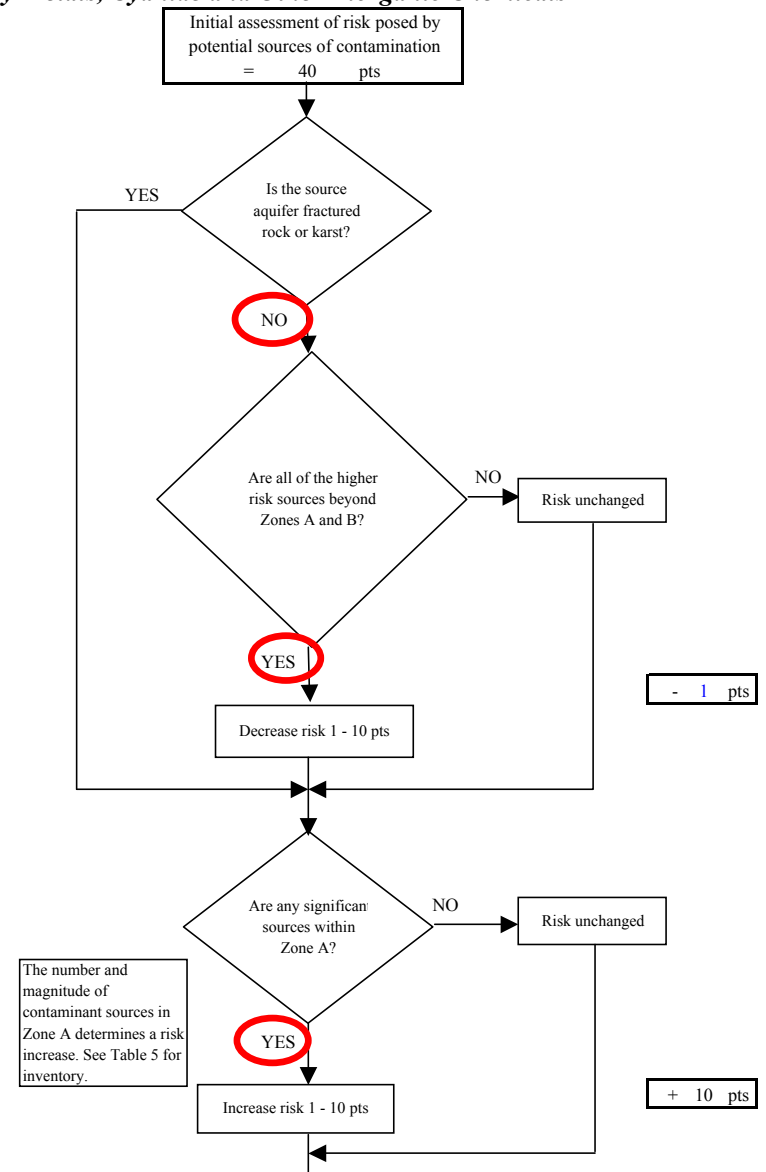 Initial assessment of risk posed by
potential sources of contamination
= 40 pts
YES
Is the source
aquifer fractured
rock or karst?
NO
Are all of the higher
risk sources beyond
Zones A and B?
NO
Risk unchanged
YES
- 1 pts
Decrease risk 1 - 10 pts
Are any significan
sources within
Zone A?
NO
Risk unchanged
The number and
magnitude of
contaminant sources in
Zone A determines a risk
increase. See Table 5 for
inventory.
YES
Increase risk 1 - 10 pts
+ 10 pts